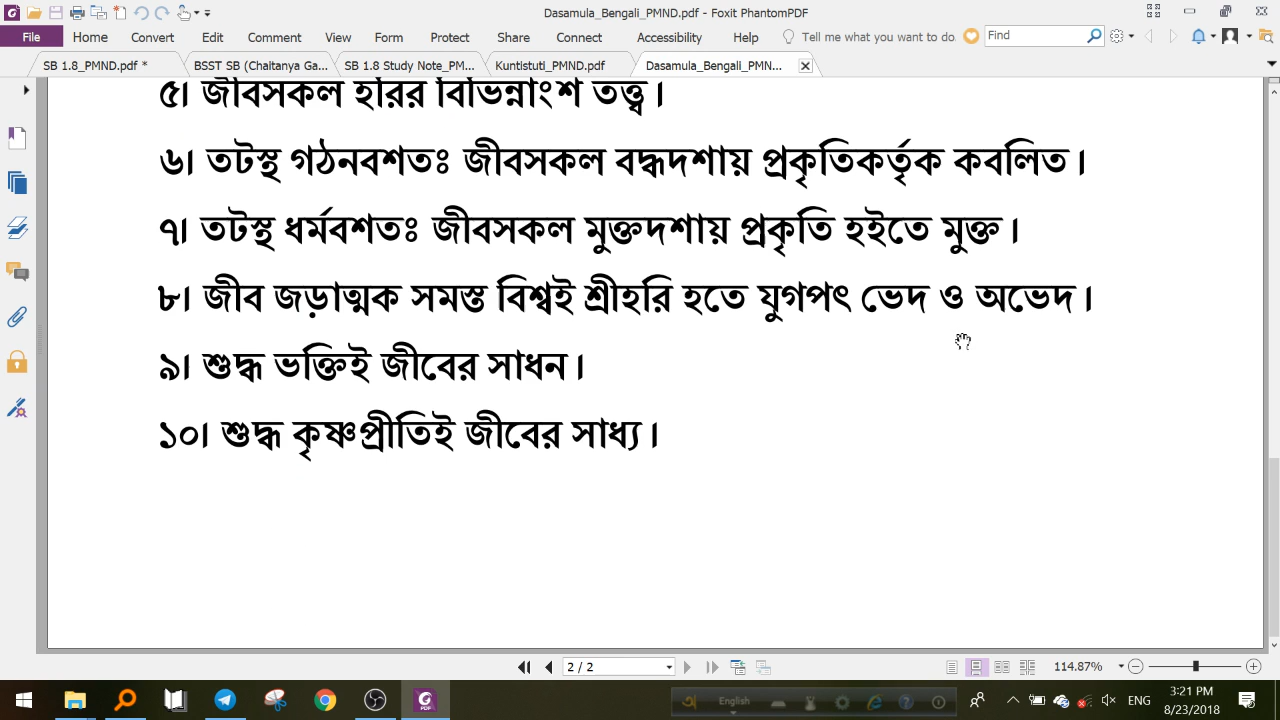 Dasamula_Bengali_PMND.pdf - Foxit PhantomPDF
File Home Convert Edit Comment View Form Protect Share Connect Accessibility Help Tell me what you want to do. Find
SB 1.8_PMND.pdf * BSST SB (Chaitanya Ga... SB 1.8 Study Note_PM... Kuntistuti_PMND.pdf Dasamula_Bengali_PMN...
৫। জীবসকল হরির বিভিন্নাংশ তত্ত্ব।
৬। তটস্থ গঠনবশতঃ জীবসকল বদ্ধদশায় প্রকৃতিকর্তৃক কবলিত।
৭। তটস্থ ধর্মবশতঃ জীবসকল মুক্তদশায় প্রকৃতি হইতে মুক্ত।
৮। জীব জড়াত্মক সমস্ত বিশ্বই শ্রীহরি হতে যুগপৎ ভেদ ও অভেদ।
৯। শুদ্ধ ভক্তিই জীবের সাধন।
১০। শুদ্ধ কৃষ্ণপ্রীতিই জীবের সাধ্য।
2 / 2 114.87%
English ENG 3:21 PM
8/23/2018